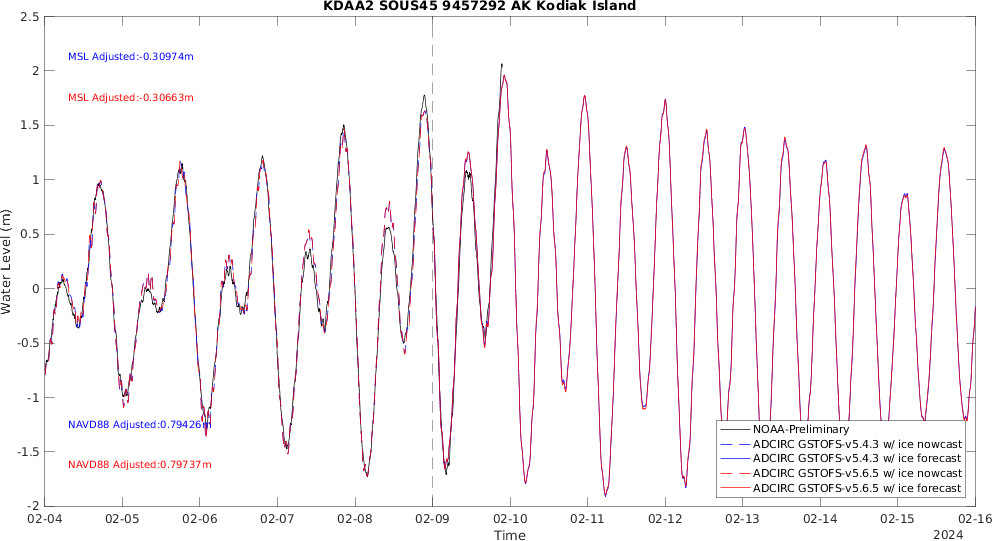 KDAA2 SOUS45 9457292 AK Kodiak Island
2.5
2
1.5
1
0.5
0
-0.5
-1
-1.5
-2
Water Level (m)
MSL Adjusted:-0.30974m
MSL Adjusted:-0.30663m
NAVD88 Adjusted:0.79426m
NAVD88 Adjusted:0.79737m
NOAA-Preliminary
ADCIRC GSTOFS-v5.4.3 w/ ice nowcast
ADCIRC GSTOFS-v5.4.3 w/ ice forecast
ADCIRC GSTOFS-v5.6.5 w/ ice nowcast
ADCIRC GSTOFS-v5.6.5 w/ ice forecast
02-04 02-05 02-06 02-07 02-08 02-09 02-10 02-11 02-12 02-13 02-14 02-15 02-16
Time
2024